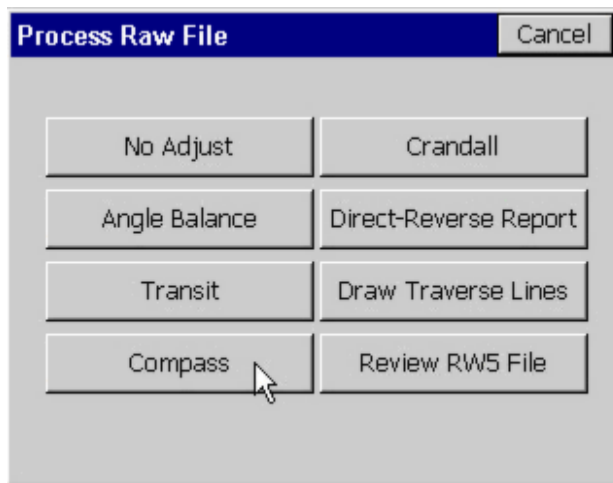 Process Raw File Cancel
No Adjust Crandall
Angle Balance Direct-Reverse Report
Transit Draw Traverse Lines
Compass Review RW5 File